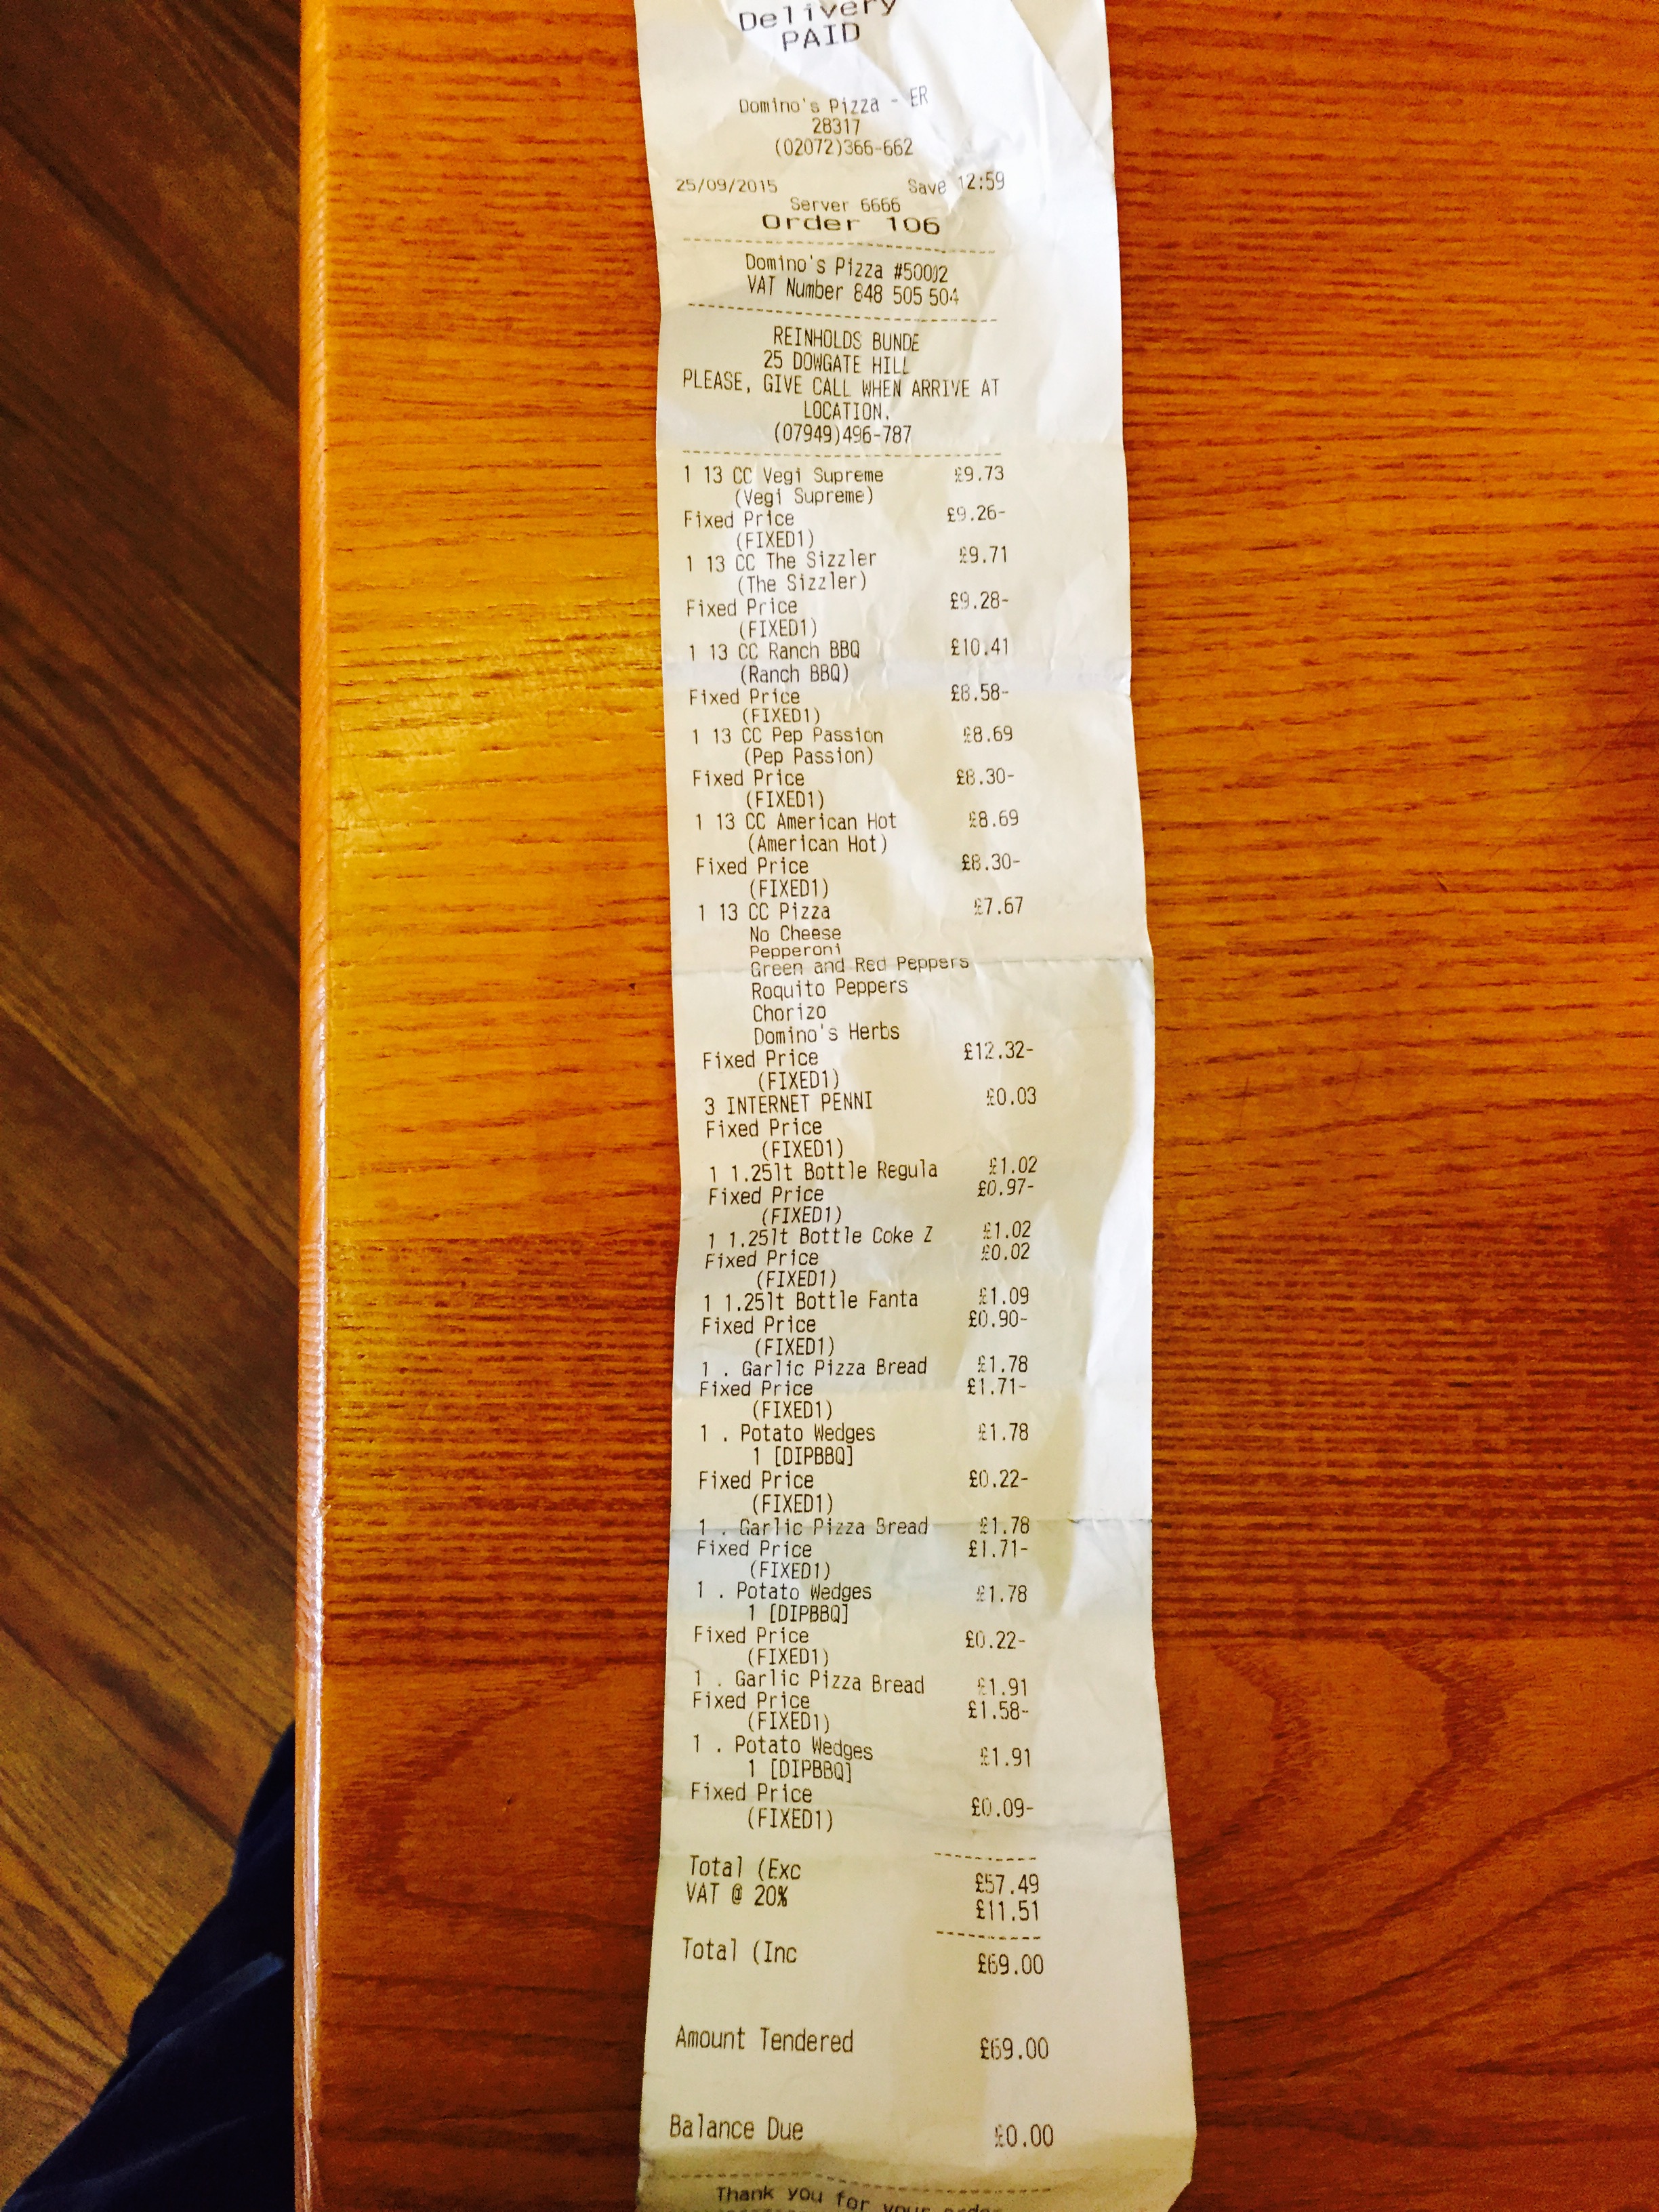 Delivery
PAID
Domino's Pizza - ER
28317
(02072)366-662
25/09/2015 Save 12:59
Server 6666
Order 106
Domino's Pizza #50002
VAT Number 848 505 504
REINHOLDS BUNDE
25 DOWGATE HILL
PLEASE, GIVE CALL WHEN ARRIVE AT
LOCATION.
(07949)496-787
1 13 CC Vegi Supreme £9.73
(Vegi Supreme)
Fixed Price £9.26-
(FIXED1)
1 13 CC The Sizzler £9.71
(The Sizzler)
Fixed Price £9.28-
(FIXED1)
1 13 CC Ranch BBQ £10.41
(Ranch BBQ)
Fixed Price £8.58-
(FIXED1)
1 13 CC Pep Passion £8.69
(Pep Passion)
Fixed Price £8.30-
(FIXED1)
1 13 CC American Hot £8.69
(American Hot)
Fixed Price £8.30-
(FIXED1)
1 13 CC Pizza £7.67
No Cheese
Pepperoni
Green and Red Peppers
Roquito Peppers
Chorizo
Domino's Herbs
Fixed Price £12.32-
(FIXED1)
3 INTERNET PENNI £0.03
Fixed Price
(FIXED1)
1 1.25lt Bottle Regula £1.02
Fixed Price £0.97-
(FIXED1)
1 1.25lt Bottle Coke Z £1.02
Fixed Price £0.02
(FIXED1)
1 1.25lt Bottle Fanta £1.09
Fixed Price £0.90-
(FIXED1)
1 . Garlic Pizza Bread £1.78
Fixed Price £1.71-
(FIXED1)
1 . Potato Wedges £1.78
1 [DIPBBQ]
Fixed Price £0.22-
(FIXED1)
1 . Garlic Pizza Bread £1.78
Fixed Price £1.71-
(FIXED1)
1 . Potato Wedges £1.78
1 [DIPBBQ]
Fixed Price £0.22-
(FIXED1)
1 . Garlic Pizza Bread £1.91
Fixed Price £1.58-
(FIXED1)
1 . Potato Wedges £1.91
1 [DIPBBQ]
Fixed Price £0.09-
(FIXED1)
Total (Exc £57.49
VAT @ 20% £11.51
Total (Inc £69.00
Amount Tendered £69.00
Balance Due £0.00
Thank you for your order